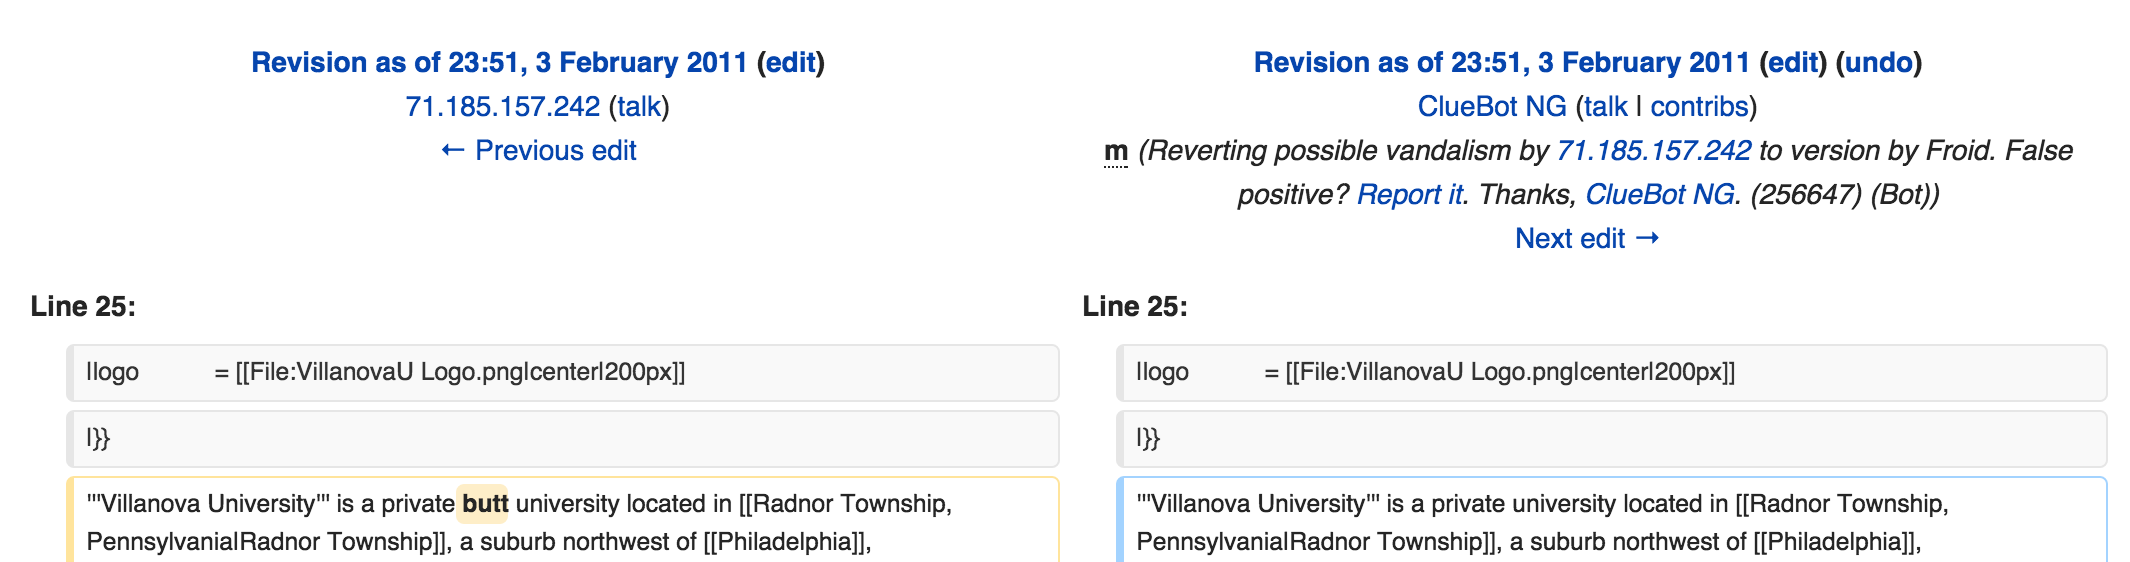 Revision as of 23:51, 3 February 2011 (edit)
71.185.157.242 (talk)
← Previous edit
Revision as of 23:51, 3 February 2011 (edit) (undo)
ClueBot NG (talk | contribs)
m (Reverting possible vandalism by 71.185.157.242 to version by Froid. False
positive? Report it. Thanks, ClueBot NG. (256647) (Bot))
Next edit →
Line 25:
|logo = [[File:VillanovaU Logo.png|center|200px]]
|}}
'''Villanova University''' is a private butt university located in [[Radnor Township,
Pennsylvania|Radnor Township]], a suburb northwest of [[Philadelphia]],
Line 25:
|logo = [[File:VillanovaU Logo.png|center|200px]]
|}}
'''Villanova University''' is a private university located in [[Radnor Township,
Pennsylvania|Radnor Township]], a suburb northwest of [[Philadelphia]],